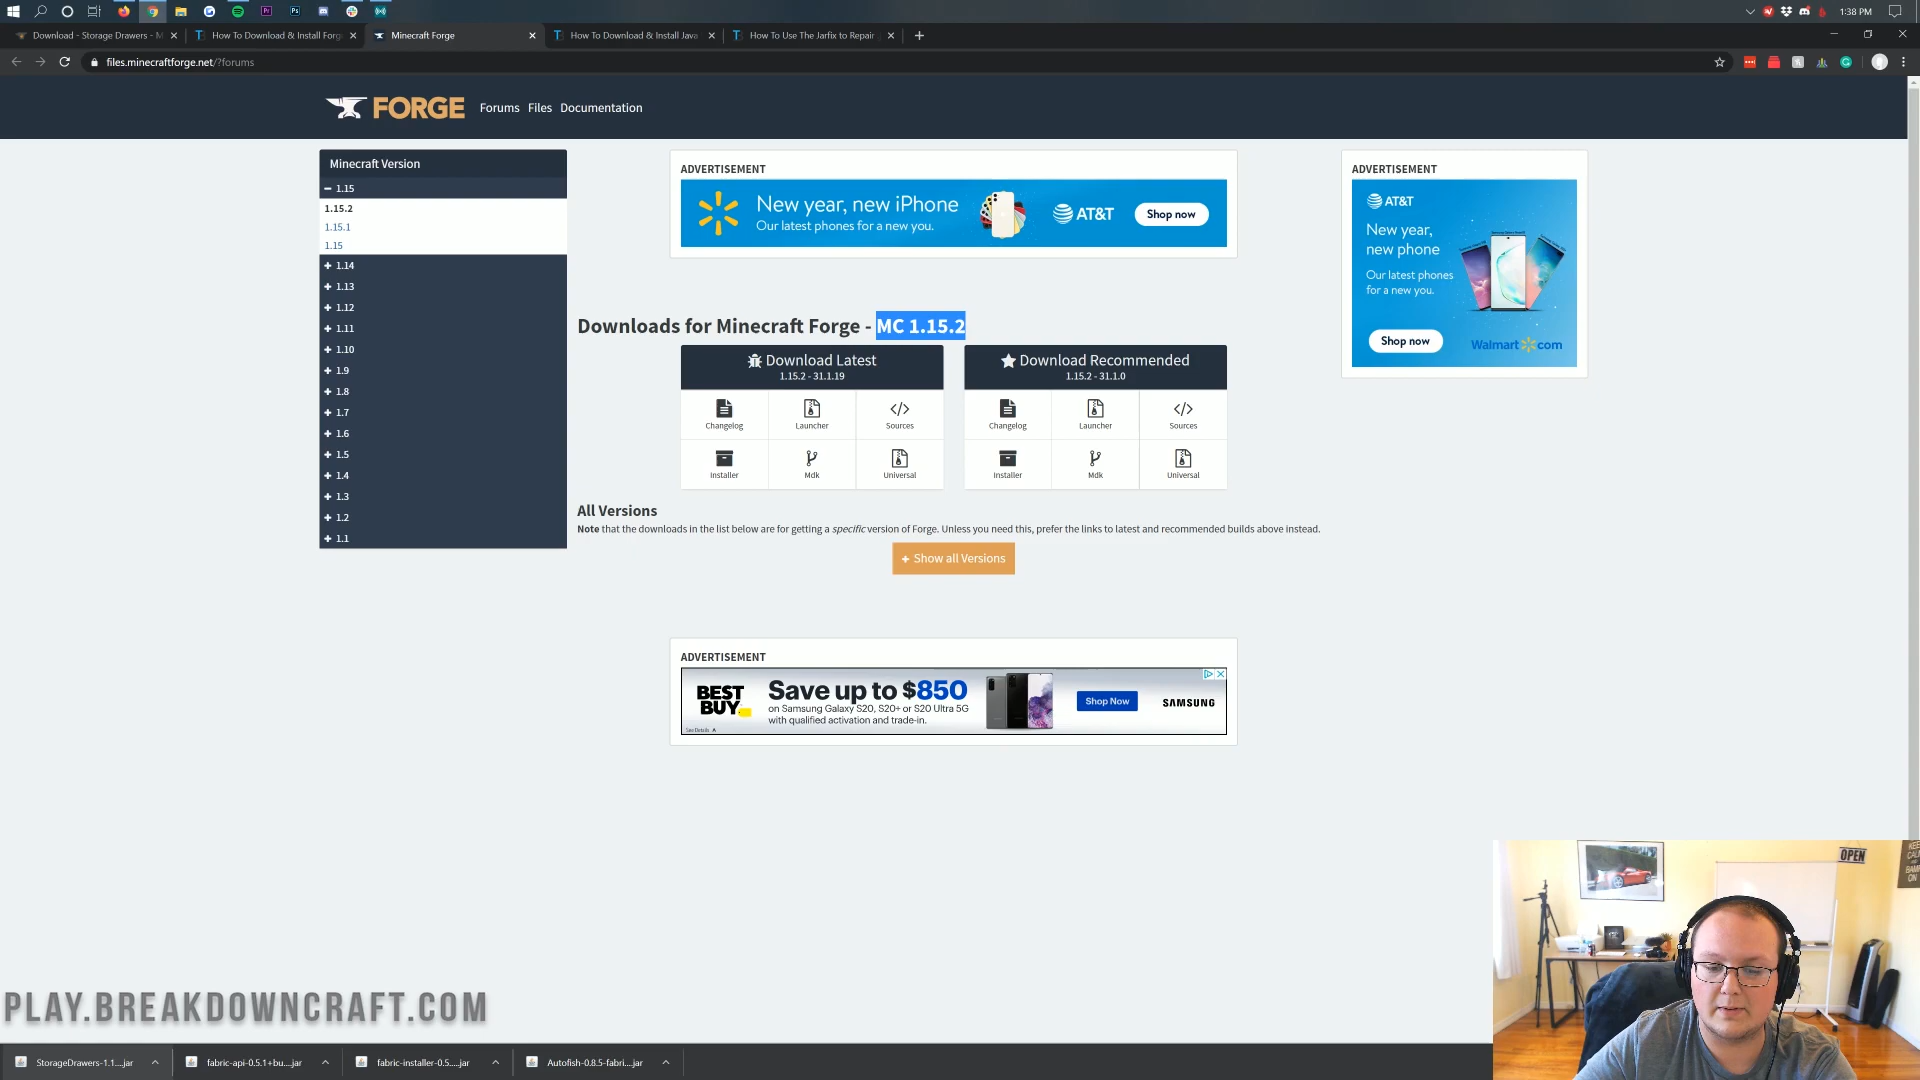 1:38 PM
Download - Storage Drawers - M
How To Download & Install Forg
Minecraft Forge
How To Download & Install Java
How To Use The Jarfix to Repair
files.minecraftforge.net/?forums
FORGE
Forums Files Documentation
Minecraft Version
1.15
1.15.2
1.15.1
1.15
1.14
1.13
1.12
1.11
1.10
1.9
1.8
1.7
1.6
1.5
1.4
1.3
1.2
1.1
ADVERTISEMENT
New year, new iPhone
Our latest phones for a new you.
AT&T
Shop now
ADVERTISEMENT
AT&T
New year,
new phone
Our latest phones
for a new you.
Shop now
Walmart com
Downloads for Minecraft Forge - MC 1.15.2
Download Latest
1.15.2 - 31.1.19
Changelog
Launcher
Sources
Installer
Mdk
Universal
Download Recommended
1.15.2 - 31.1.0
Changelog
Launcher
Sources
Installer
Mdk
Universal
All Versions
Note that the downloads in the list below are for getting a specific version of Forge. Unless you need this, prefer the links to latest and recommended builds above instead.
+ Show all Versions
ADVERTISEMENT
BEST
BUY
Save up to $850
on Samsung Galaxy S20, S20+ or S20 Ultra 5G
with qualified activation and trade-in.
See Details
Shop Now
SAMSUNG
OPEN
KEEP
CALM
AND
ON
PLAY.BREAKDOWNCRAFT.COM
StorageDrawers-1.1....jar
fabric-api-0.5.1+bu....jar
fabric-installer-0.5.....jar
Autofish-0.8.5-fabri....jar